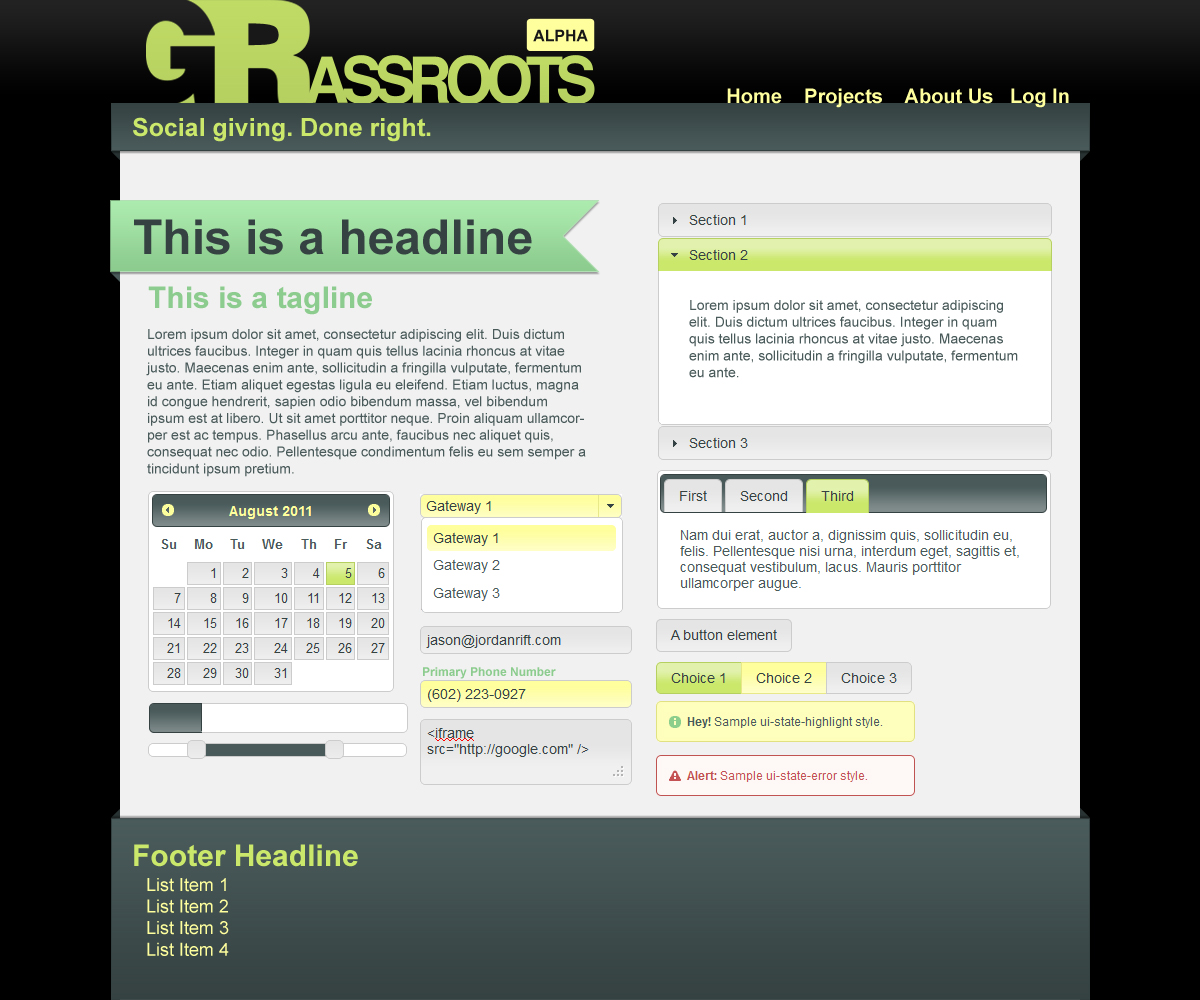 GRASSROOTS
ALPHA
Home Projects About Us Log In
Social giving. Done right.
This is a headline
This is a tagline
Lorem ipsum dolor sit amet, consectetur adipiscing elit. Duis dictum
ultrices faucibus. Integer in quam quis tellus lacinia rhoncus at vitae
justo. Maecenas enim ante, sollicitudin a fringilla vulputate, fermentum
eu ante. Etiam aliquet egestas ligula eu eleifend. Etiam luctus, magna
id congue hendrerit, sapien odio bibendum massa, vel bibendum
ipsum est at libero. Ut sit amet porttitor neque. Proin aliquam ullamcor-
per est ac tempus. Phasellus arcu ante, faucibus nec aliquet quis,
consequat nec odio. Pellentesque condimentum felis eu sem semper a
tincidunt ipsum pretium.
August 2011
Su Mo Tu We Th Fr Sa
1 2 3 4 5 6
7 8 9 10 11 12 13
14 15 16 17 18 19 20
21 22 23 24 25 26 27
28 29 30 31
Gateway 1
Gateway 1
Gateway 2
Gateway 3
jason@jordanrift.com
Primary Phone Number
(602) 223-0927
<iframe
src="http://google.com" />
Section 1
Section 2
Lorem ipsum dolor sit amet, consectetur adipiscing
elit. Duis dictum ultrices faucibus. Integer in quam
quis tellus lacinia rhoncus at vitae justo. Maecenas
enim ante, sollicitudin a fringilla vulputate, fermentum
eu ante.
Section 3
First Second Third
Nam dui erat, auctor a, dignissim quis, sollicitudin eu,
felis. Pellentesque nisi urna, interdum eget, sagittis et,
consequat vestibulum, lacus. Mauris porttitor
ullamcorper augue.
A button element
Choice 1 Choice 2 Choice 3
Hey! Sample ui-state-highlight style.
Alert: Sample ui-state-error style.
Footer Headline
List Item 1
List Item 2
List Item 3
List Item 4